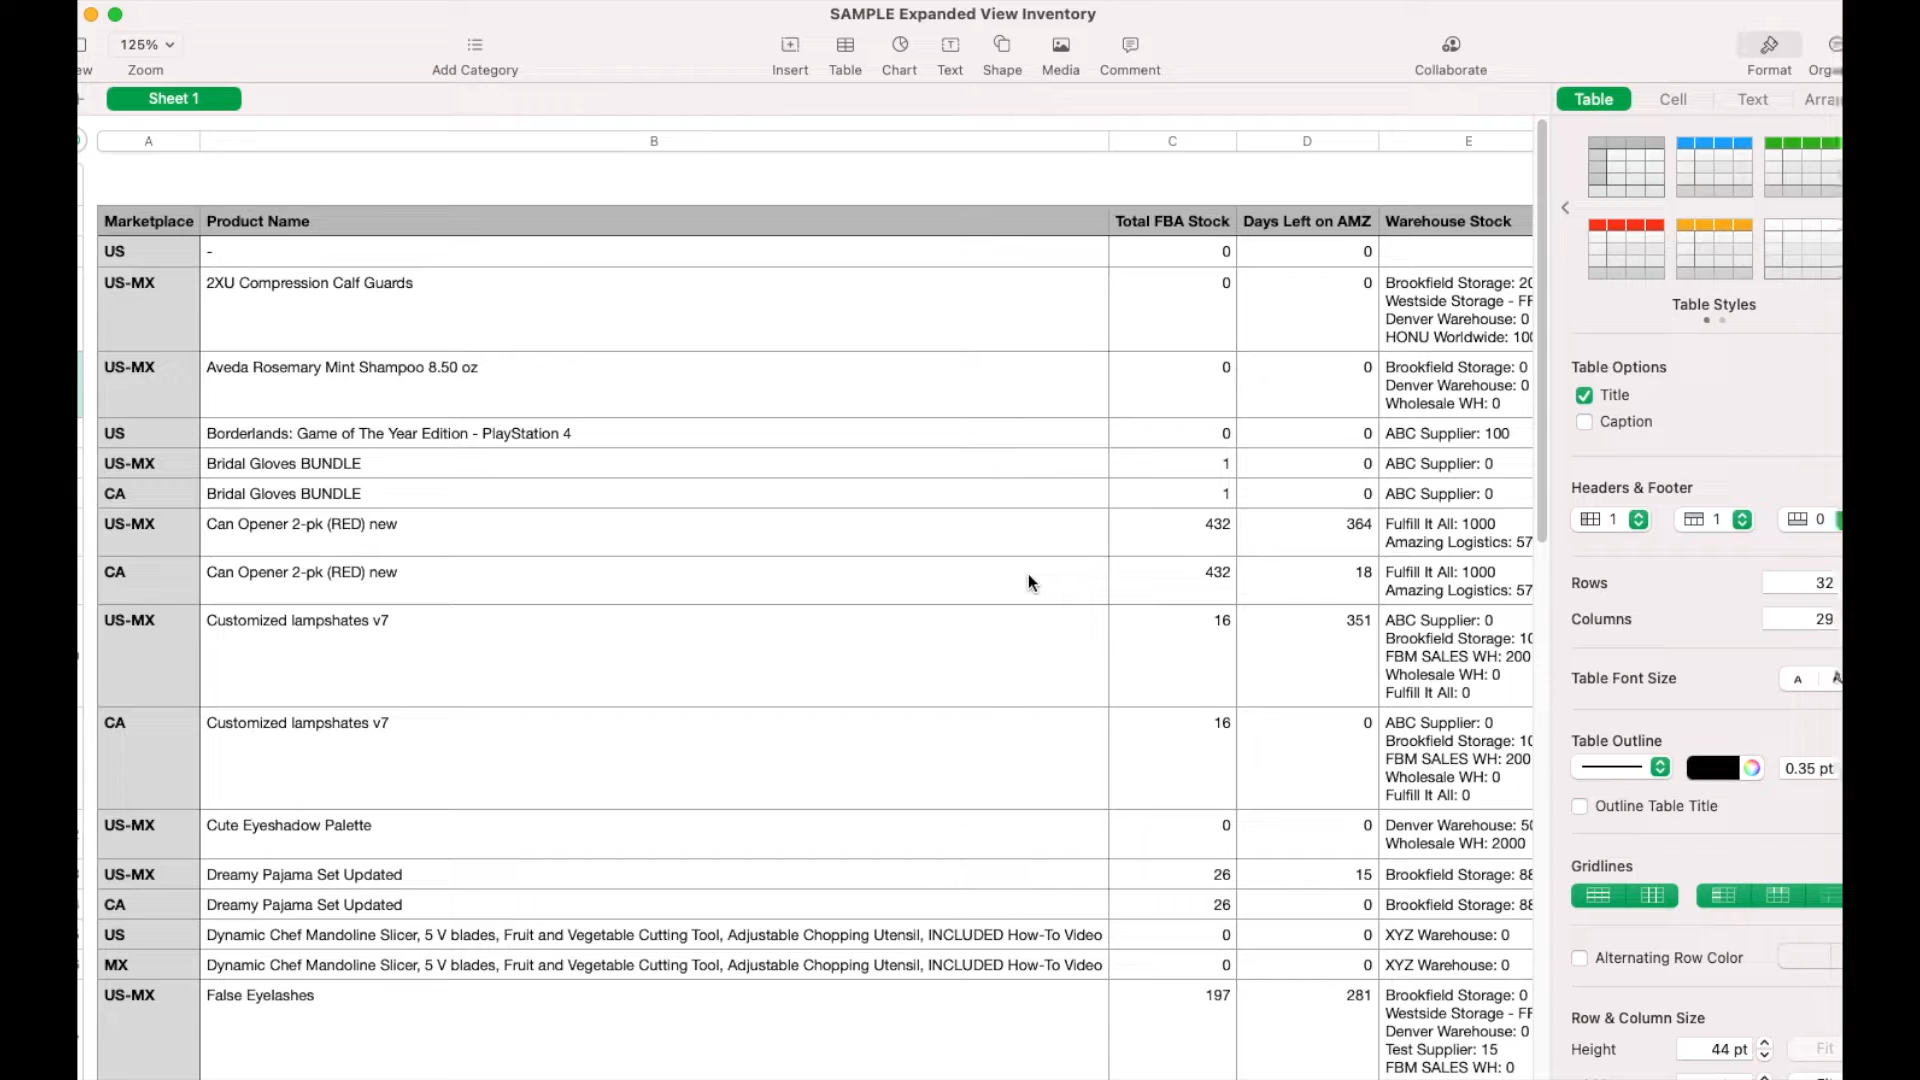 SAMPLE Expanded View Inventory
125%
Zoom
Add Category
Insert
Table
Chart
Text
Shape
Media
Comment
Collaborate
Format
Sheet 1
Table
Cell
Text
A
B
C
D
E
Marketplace Product Name Total FBA Stock Days Left on AMZ Warehouse Stock
US - 0 0
US-MX 2XU Compression Calf Guards 0 0 Brookfield Storage: 20
Westside Storage - FF
Denver Warehouse: 0
HONU Worldwide: 100
US-MX Aveda Rosemary Mint Shampoo 8.50 oz 0 0 Brookfield Storage: 0
Denver Warehouse: 0
Wholesale WH: 0
US Borderlands: Game of The Year Edition - PlayStation 4 0 0 ABC Supplier: 100
US-MX Bridal Gloves BUNDLE 1 0 ABC Supplier: 0
CA Bridal Gloves BUNDLE 1 0 ABC Supplier: 0
US-MX Can Opener 2-pk (RED) new 432 364 Fulfill It All: 1000
Amazing Logistics: 57
CA Can Opener 2-pk (RED) new 432 18 Fulfill It All: 1000
Amazing Logistics: 57
US-MX Customized lampshates v7 16 351 ABC Supplier: 0
Brookfield Storage: 10
FBM SALES WH: 200
Wholesale WH: 0
Fulfill It All: 0
CA Customized lampshates v7 16 0 ABC Supplier: 0
Brookfield Storage: 10
FBM SALES WH: 200
Wholesale WH: 0
Fulfill It All: 0
US-MX Cute Eyeshadow Palette 0 0 Denver Warehouse: 50
Wholesale WH: 2000
US-MX Dreamy Pajama Set Updated 26 15 Brookfield Storage: 88
CA Dreamy Pajama Set Updated 26 0 Brookfield Storage: 88
US Dynamic Chef Mandoline Slicer, 5 V blades, Fruit and Vegetable Cutting Tool, Adjustable Chopping Utensil, INCLUDED How-To Video 0 0 XYZ Warehouse: 0
MX Dynamic Chef Mandoline Slicer, 5 V blades, Fruit and Vegetable Cutting Tool, Adjustable Chopping Utensil, INCLUDED How-To Video 0 0 XYZ Warehouse: 0
US-MX False Eyelashes 197 281 Brookfield Storage: 0
Westside Storage - FF
Denver Warehouse: 0
Test Supplier: 15
FBM SALES WH: 0
Table Styles
Table Options
Title
Caption
Headers & Footer
1 1 0
Rows 32
Columns 29
Table Font Size A
Table Outline
0.35 pt
Outline Table Title
Gridlines
Alternating Row Color
Row & Column Size
Height 44 pt Fit